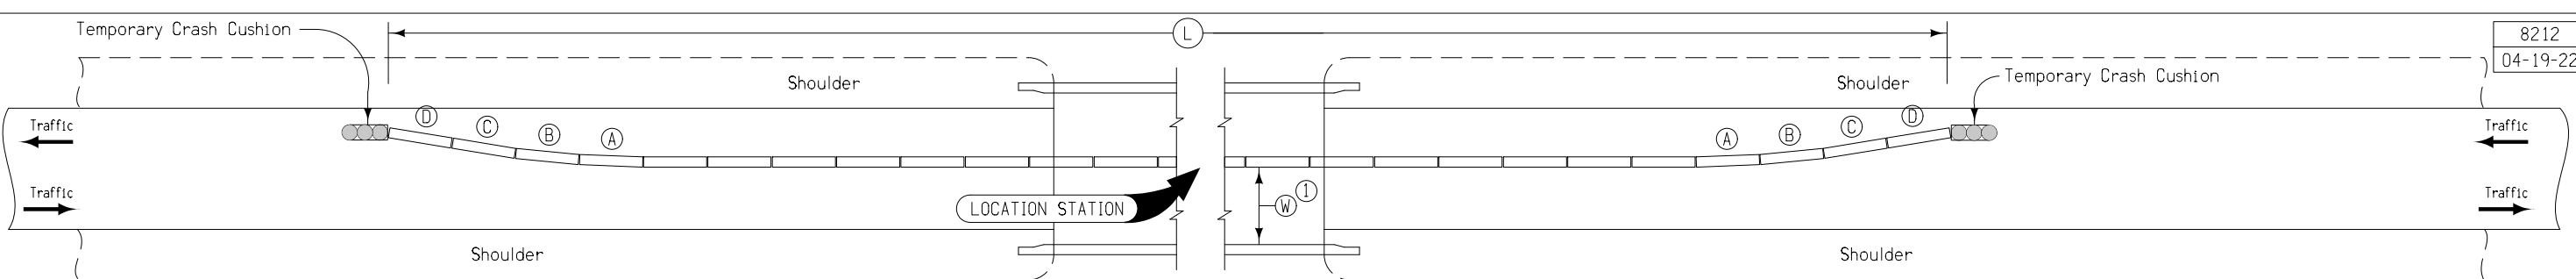 Temporary Crash Cushion
L
8212
04-19-22
Shoulder
Shoulder
Temporary Crash Cushion
D
C
B
A
A
B
C
D
Traffic
Traffic
Traffic
Traffic
LOCATION STATION
W
1
Shoulder
Shoulder